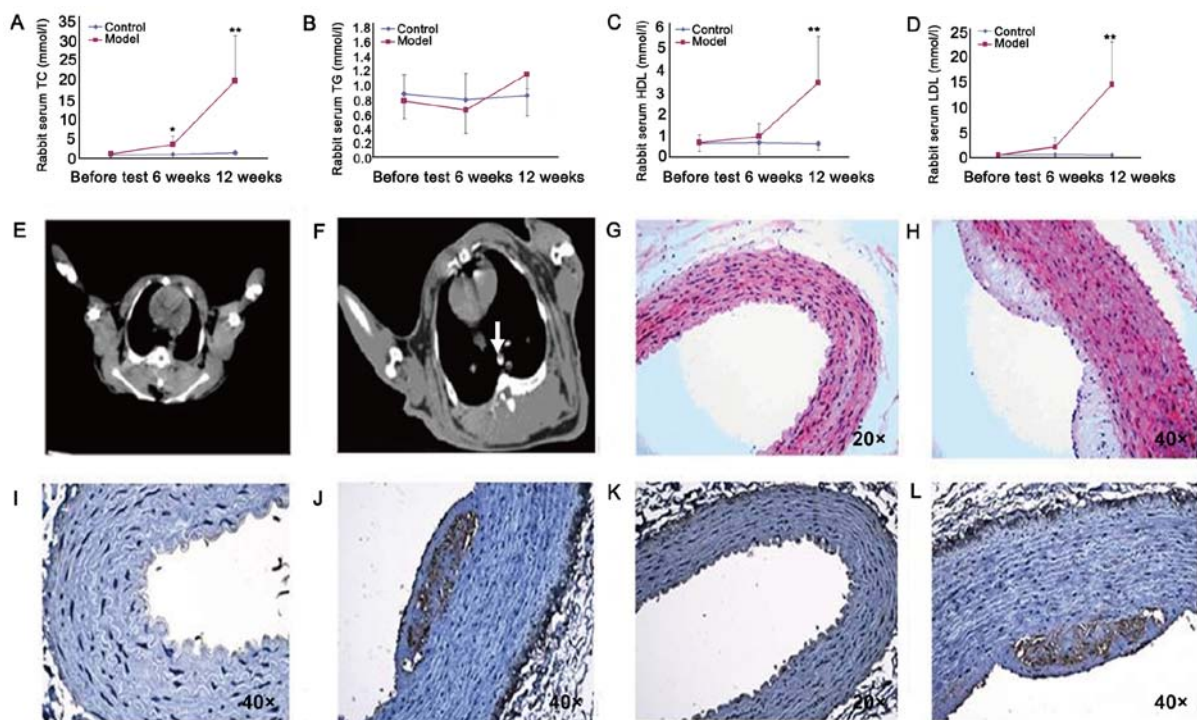 A
Rabbit serum TC (mmol/l)
35
30
25
20
15
10
5
0
Control
Model
*
**
Before test 6 weeks 12 weeks
B
Rabbit serum TG (mmol/l)
1.8
1.6
1.4
1.2
1.0
0.8
0.6
0.4
0.2
0.0
Control
Model
Before test 6 weeks 12 weeks
C
Rabbit serum HDL (mmol/l)
6
5
4
3
2
1
0
Control
Model
**
Before test 6 weeks 12 weeks
D
Rabbit serum LDL (mmol/l)
25
20
15
10
5
0
Control
Model
**
Before test 6 weeks 12 weeks
E
F
G
20×
H
40×
I
40×
J
40×
K
20×
L
40×